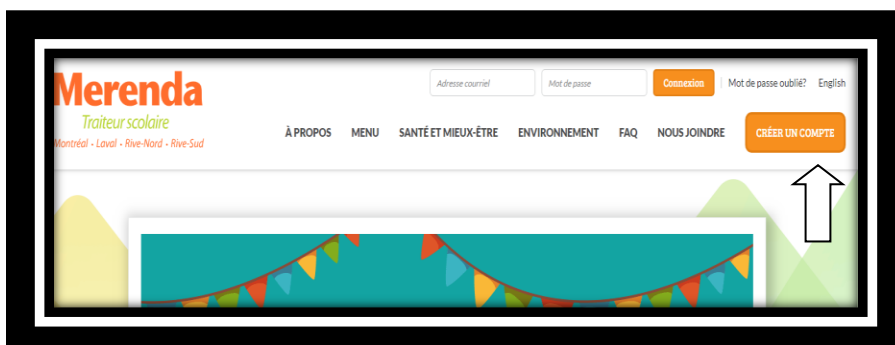 Merenda
Traiteur scolaire
Montréal - Laval - Rive-Nord - Rive-Sud
Adresse courriel
Mot de passe
Connexion
Mot de passe oublié?
English
À PROPOS
MENU
SANTÉ ET MIEUX-ÊTRE
ENVIRONNEMENT
FAQ
NOUS JOINDRE
CRÉER UN COMPTE